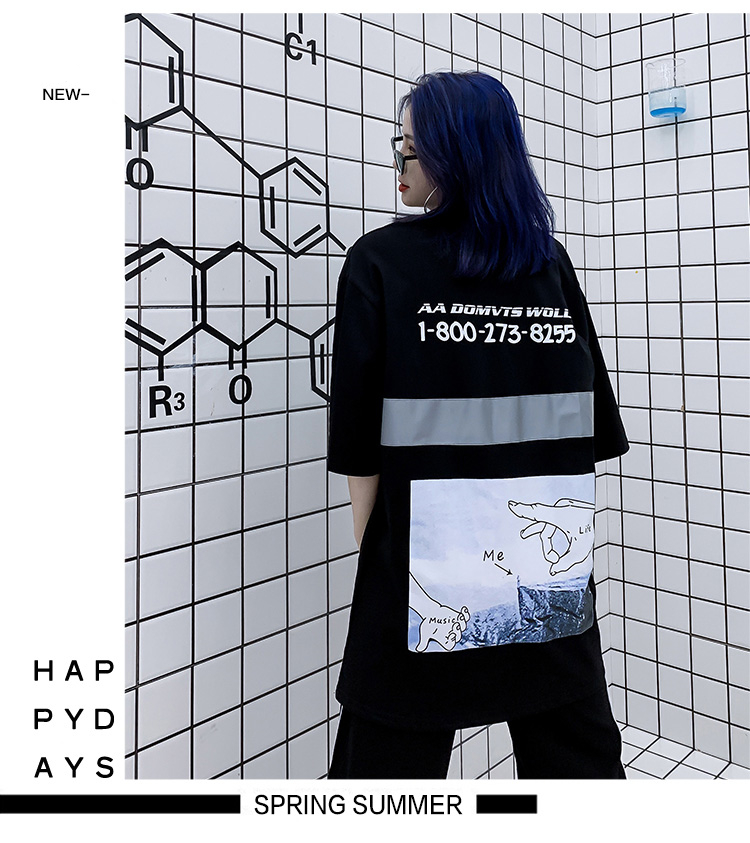 C1
NEW-
O
AA DOMVTS WOLL
1-800-273-8255
R3
O
Life
Me
Music
HAP
PYD
AYS
SPRING SUMMER